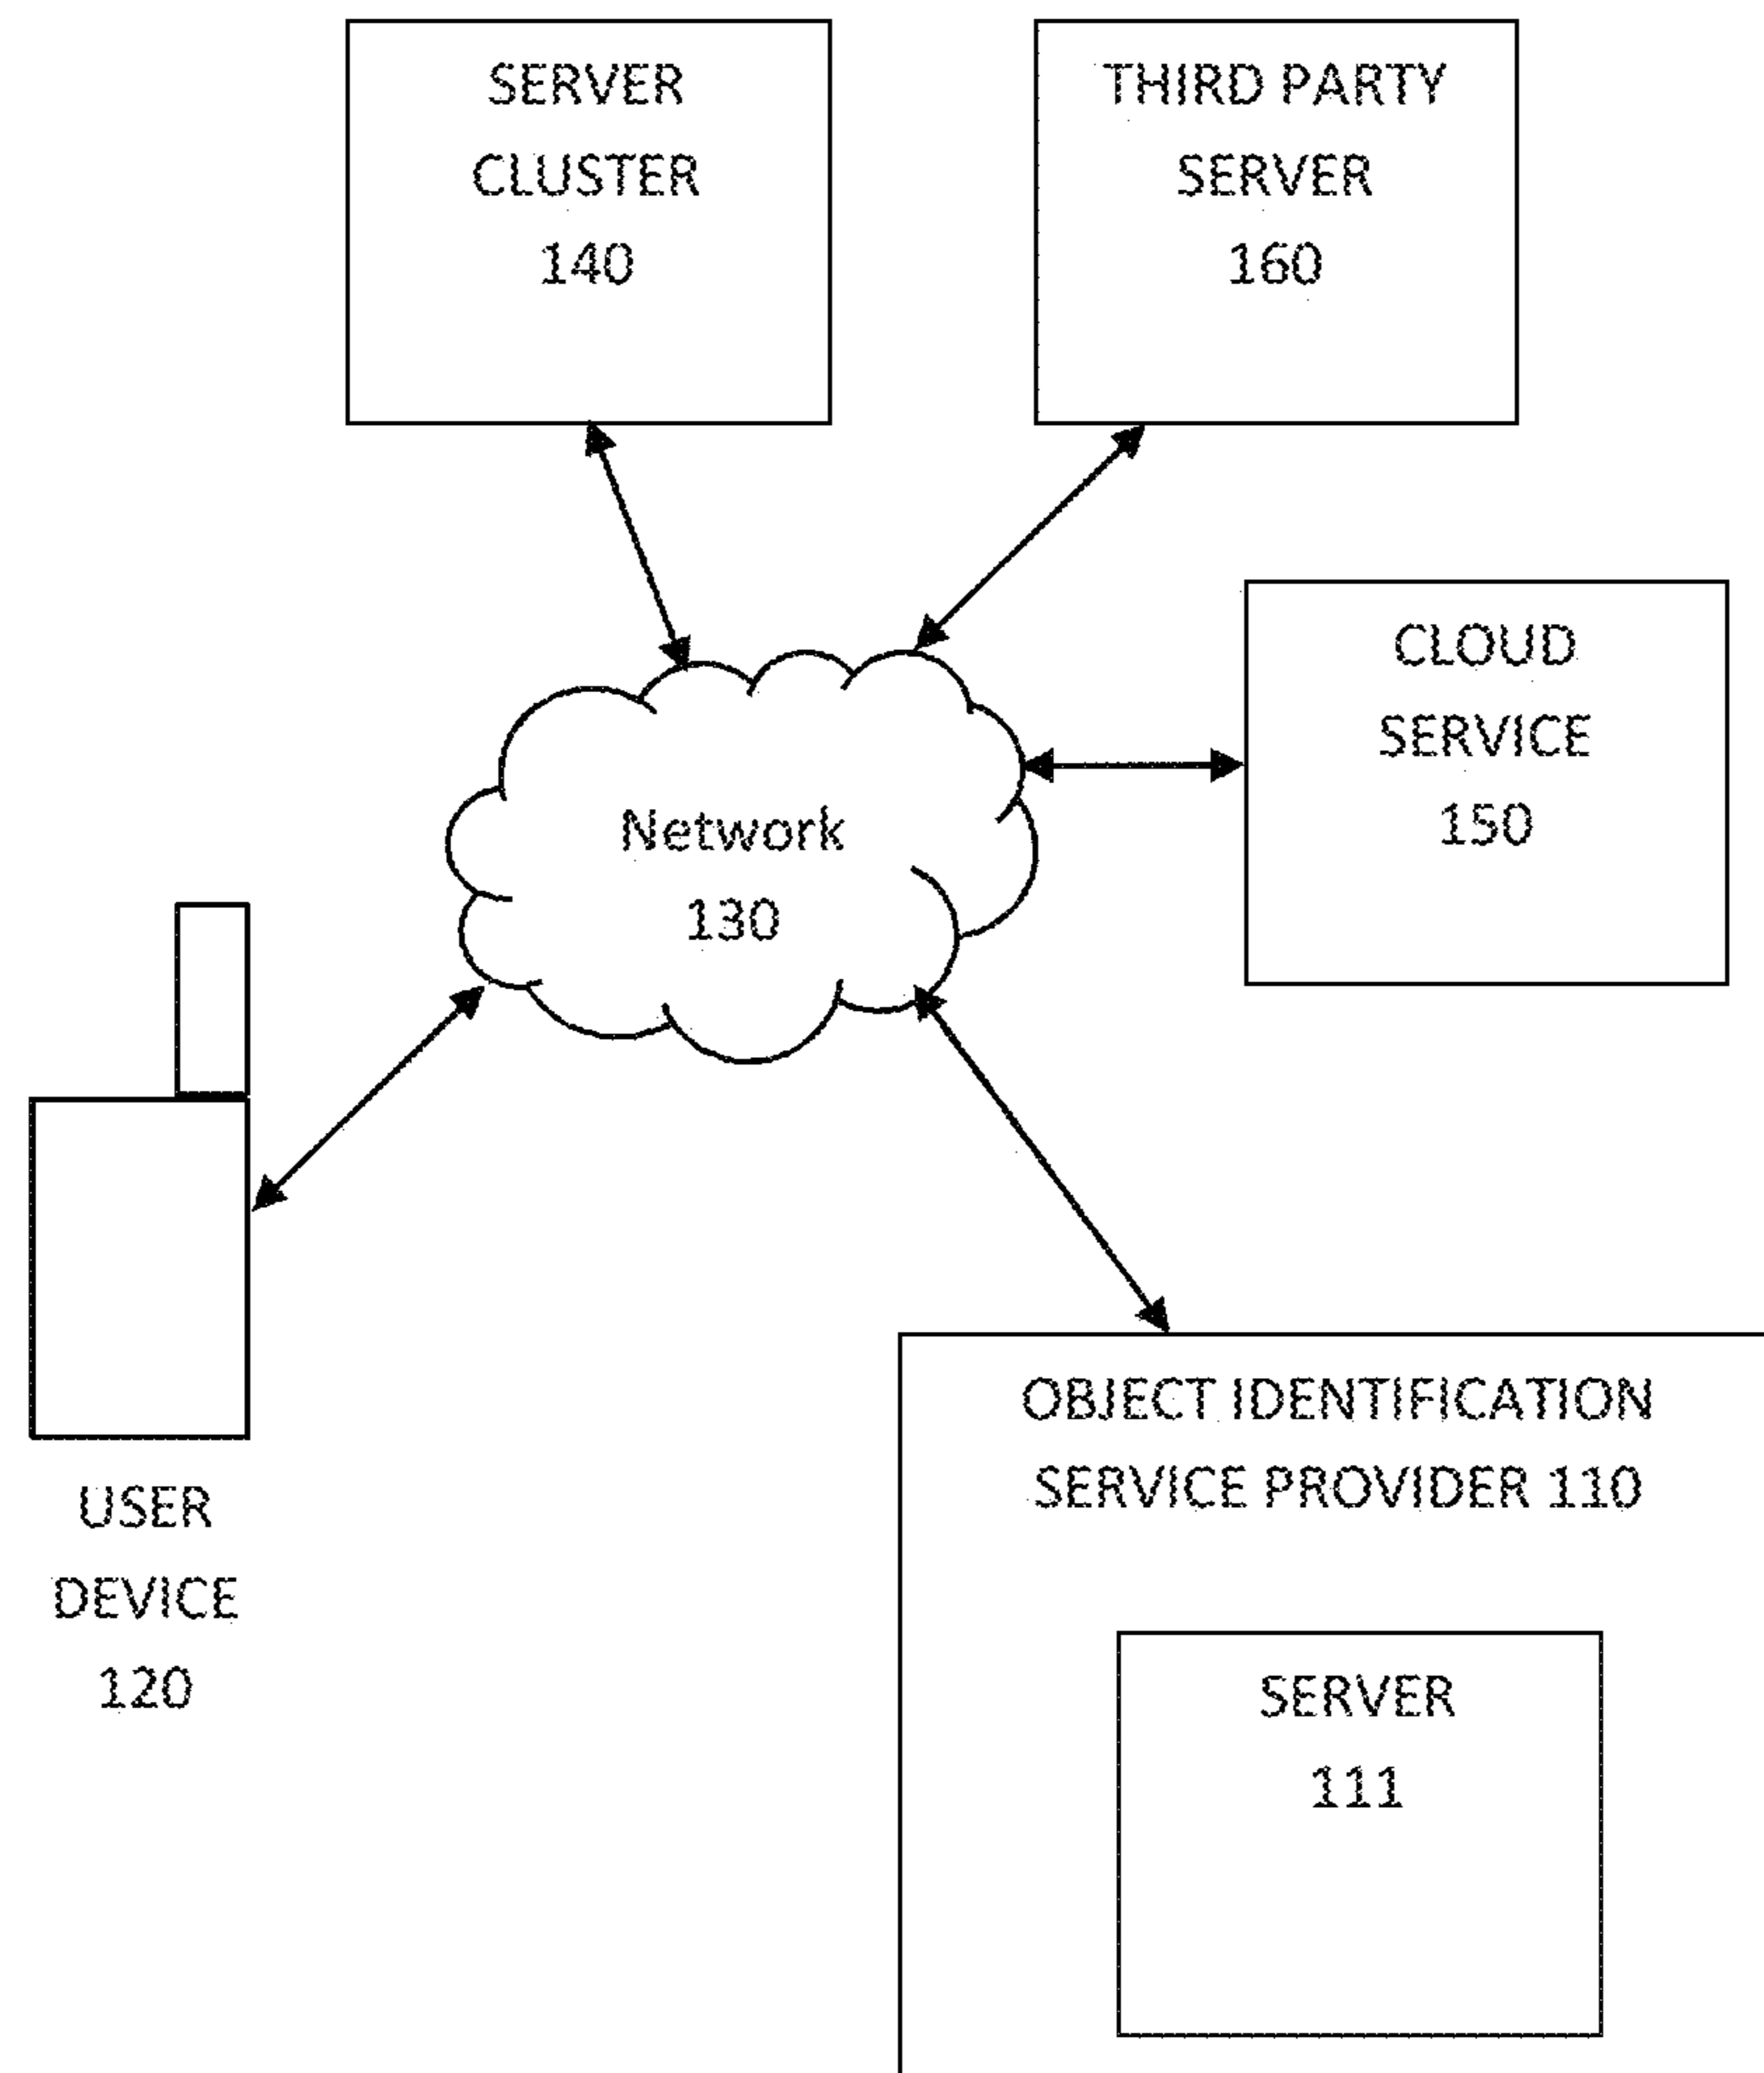 SERVER
CLUSTER
140
THIRD PARTY
SERVER
160
CLOUD
SERVICE
150
Network
130
USER
DEVICE
120
OBJECT IDENTIFICATION
SERVICE PROVIDER 110
SERVER
111